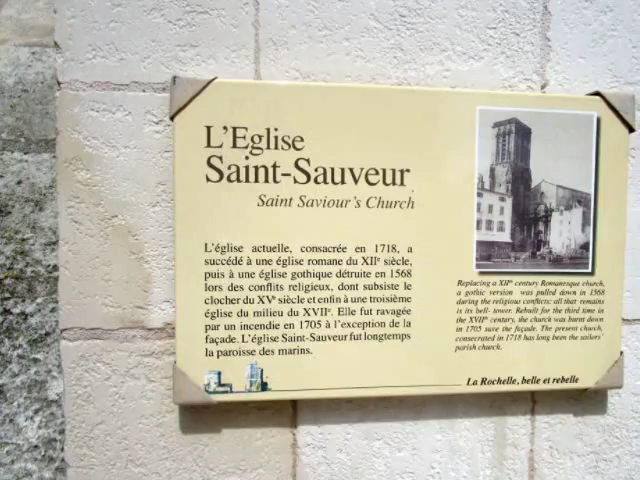 L'Eglise
Saint-Sauveur
Saint Saviour's Church
L'église actuelle, consacrée en 1718, a
succédé à une église romane du XIIe siècle,
puis à une église gothique détruite en 1568
lors des conflits religieux, dont subsiste le
clocher du XVe siècle et enfin à une troisième
église du milieu du XVIIe. Elle fut ravagée
par un incendie en 1705 à l'exception de la
façade. L'église Saint-Sauveur fut longtemps
la paroisse des marins.
Replacing a XIIth century Romanesque church,
a gothic version was pulled down in 1568
during the religious conflicts: all that remains
is its bell- tower. Rebuilt for the third time in
the XVIIth century, the church was burnt down
in 1705 save the façade. The present church,
consecrated in 1718 has long been the sailors'
parish church.
La Rochelle, belle et rebelle